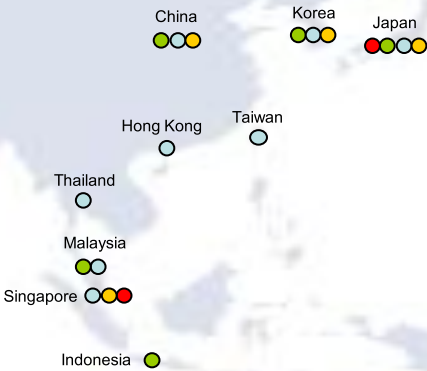 China
Korea
Japan
Hong Kong
Taiwan
Thailand
Malaysia
Singapore
Indonesia